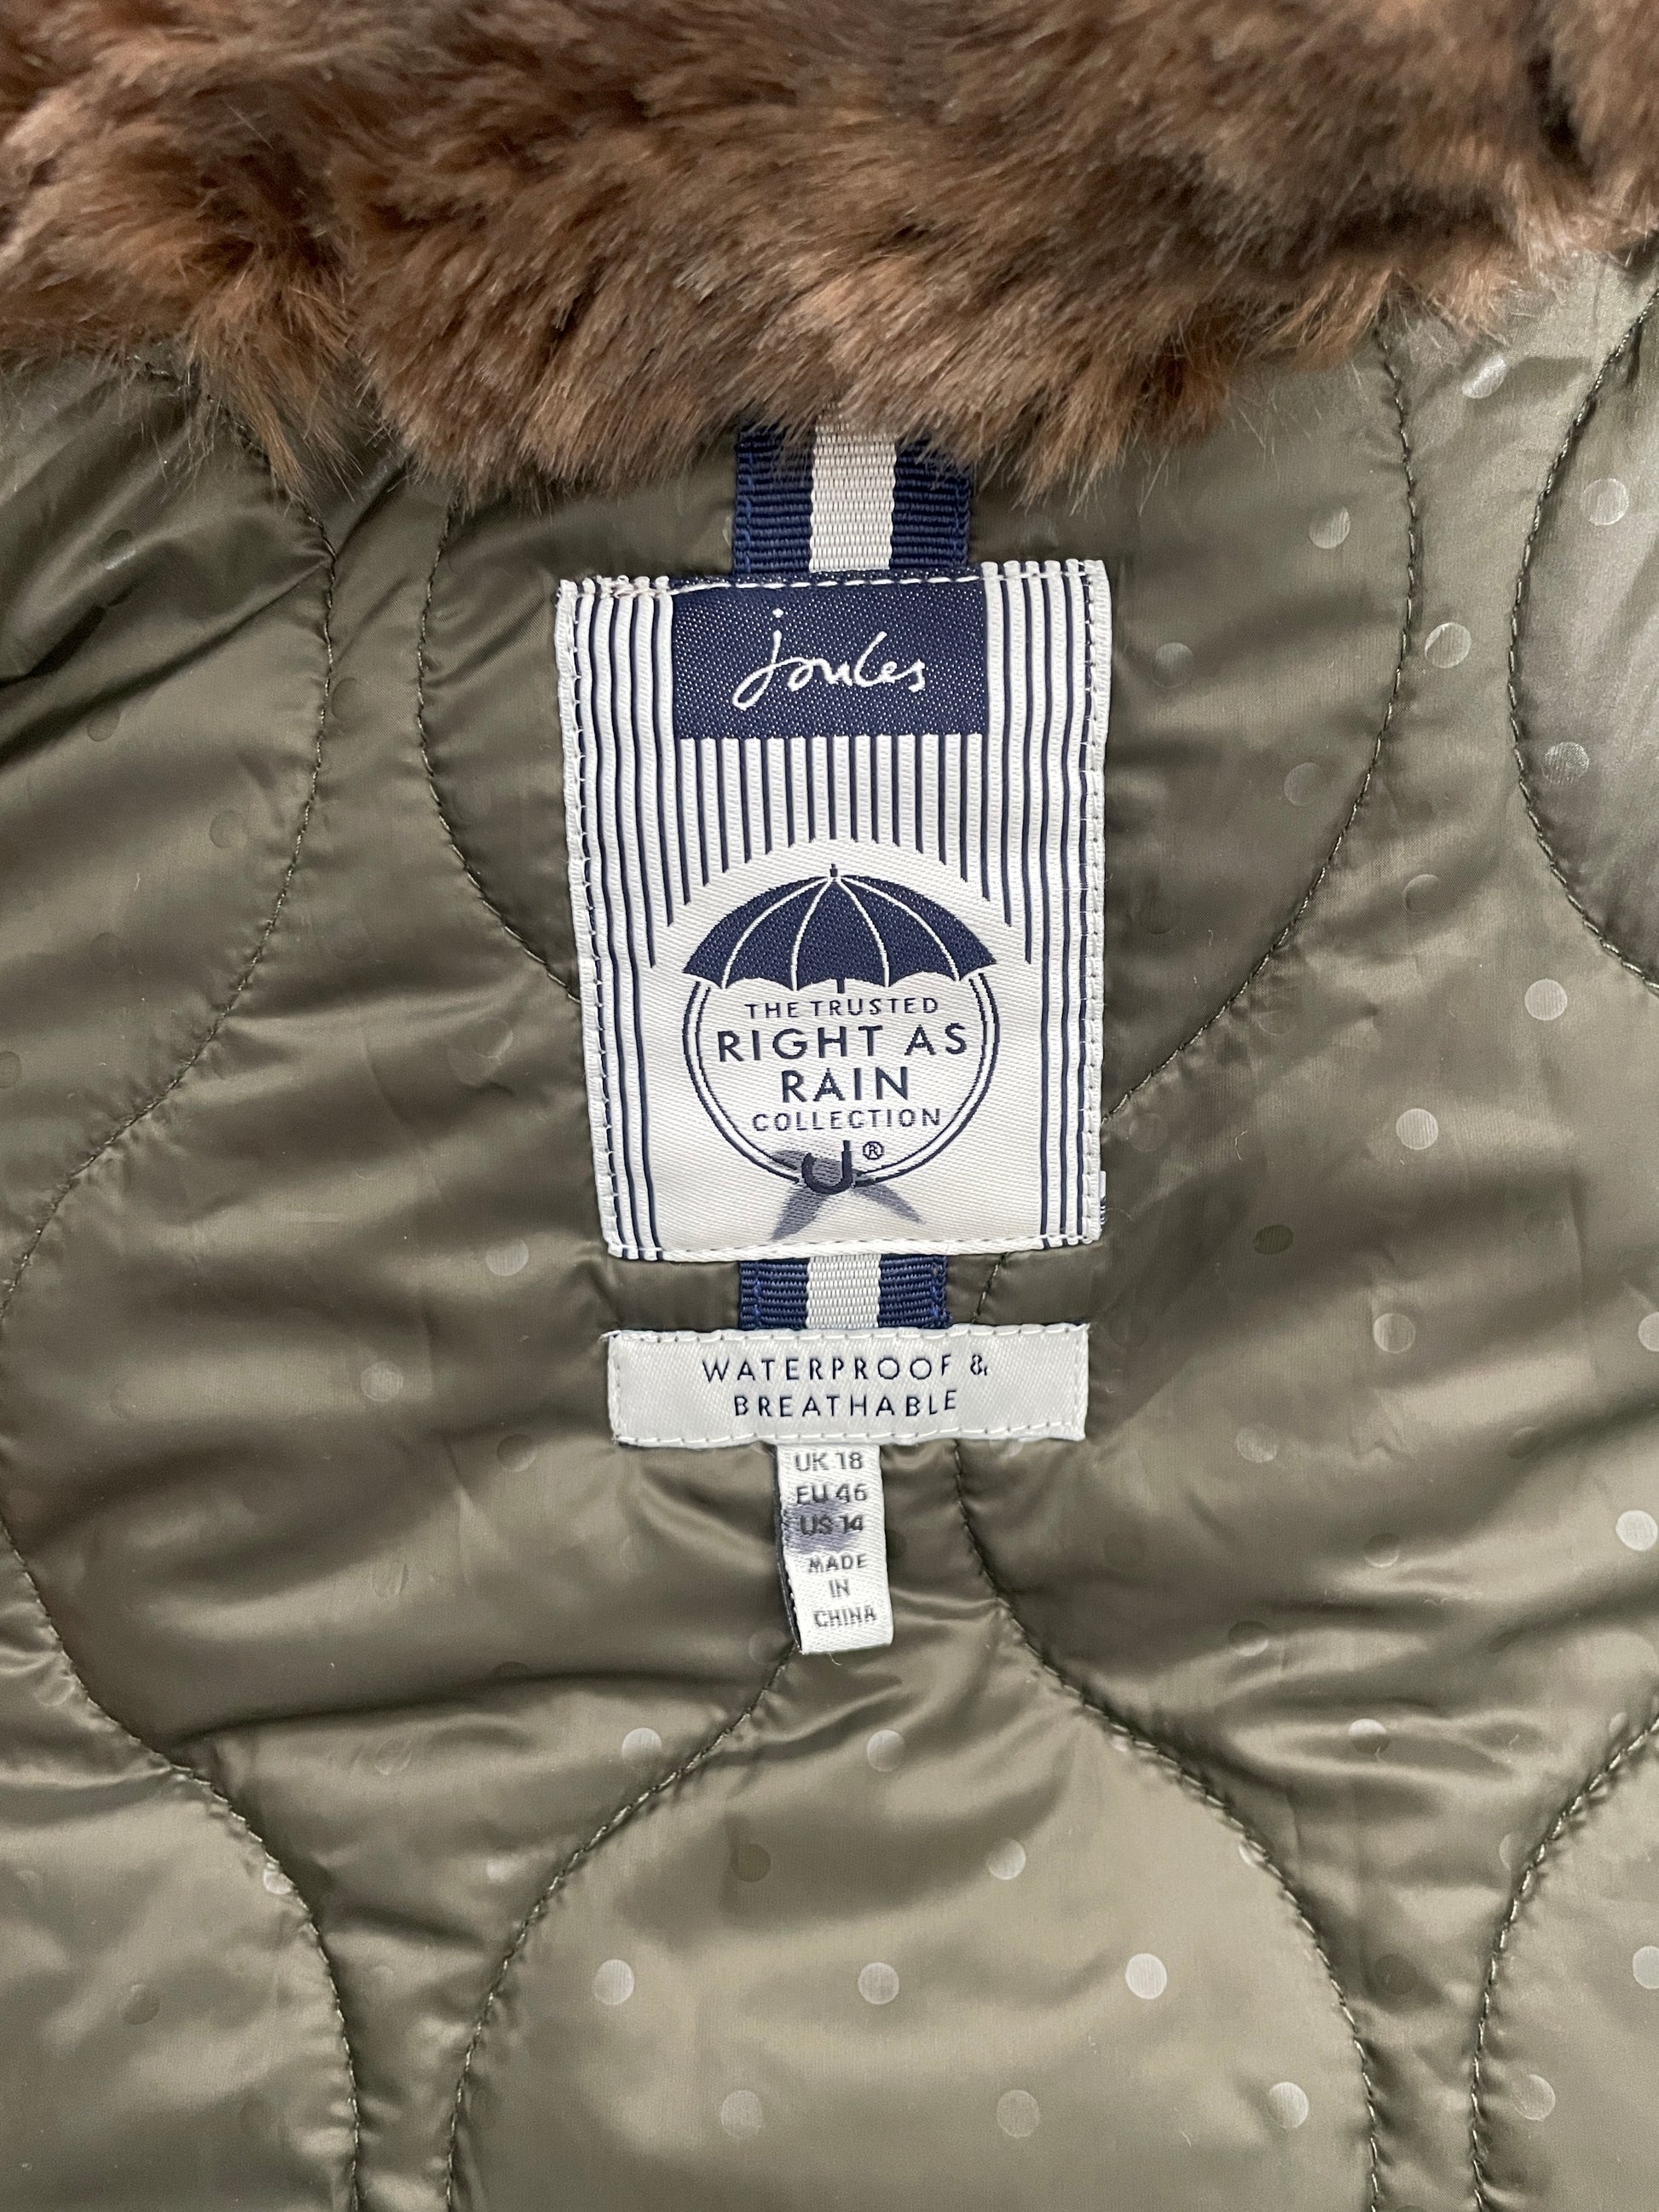 joules
THE TRUSTED
RIGHT AS
RAIN
COLLECTION
®
WATERPROOF &
BREATHABLE
UK 18
EU 46
US 14
MADE
IN
CHINA